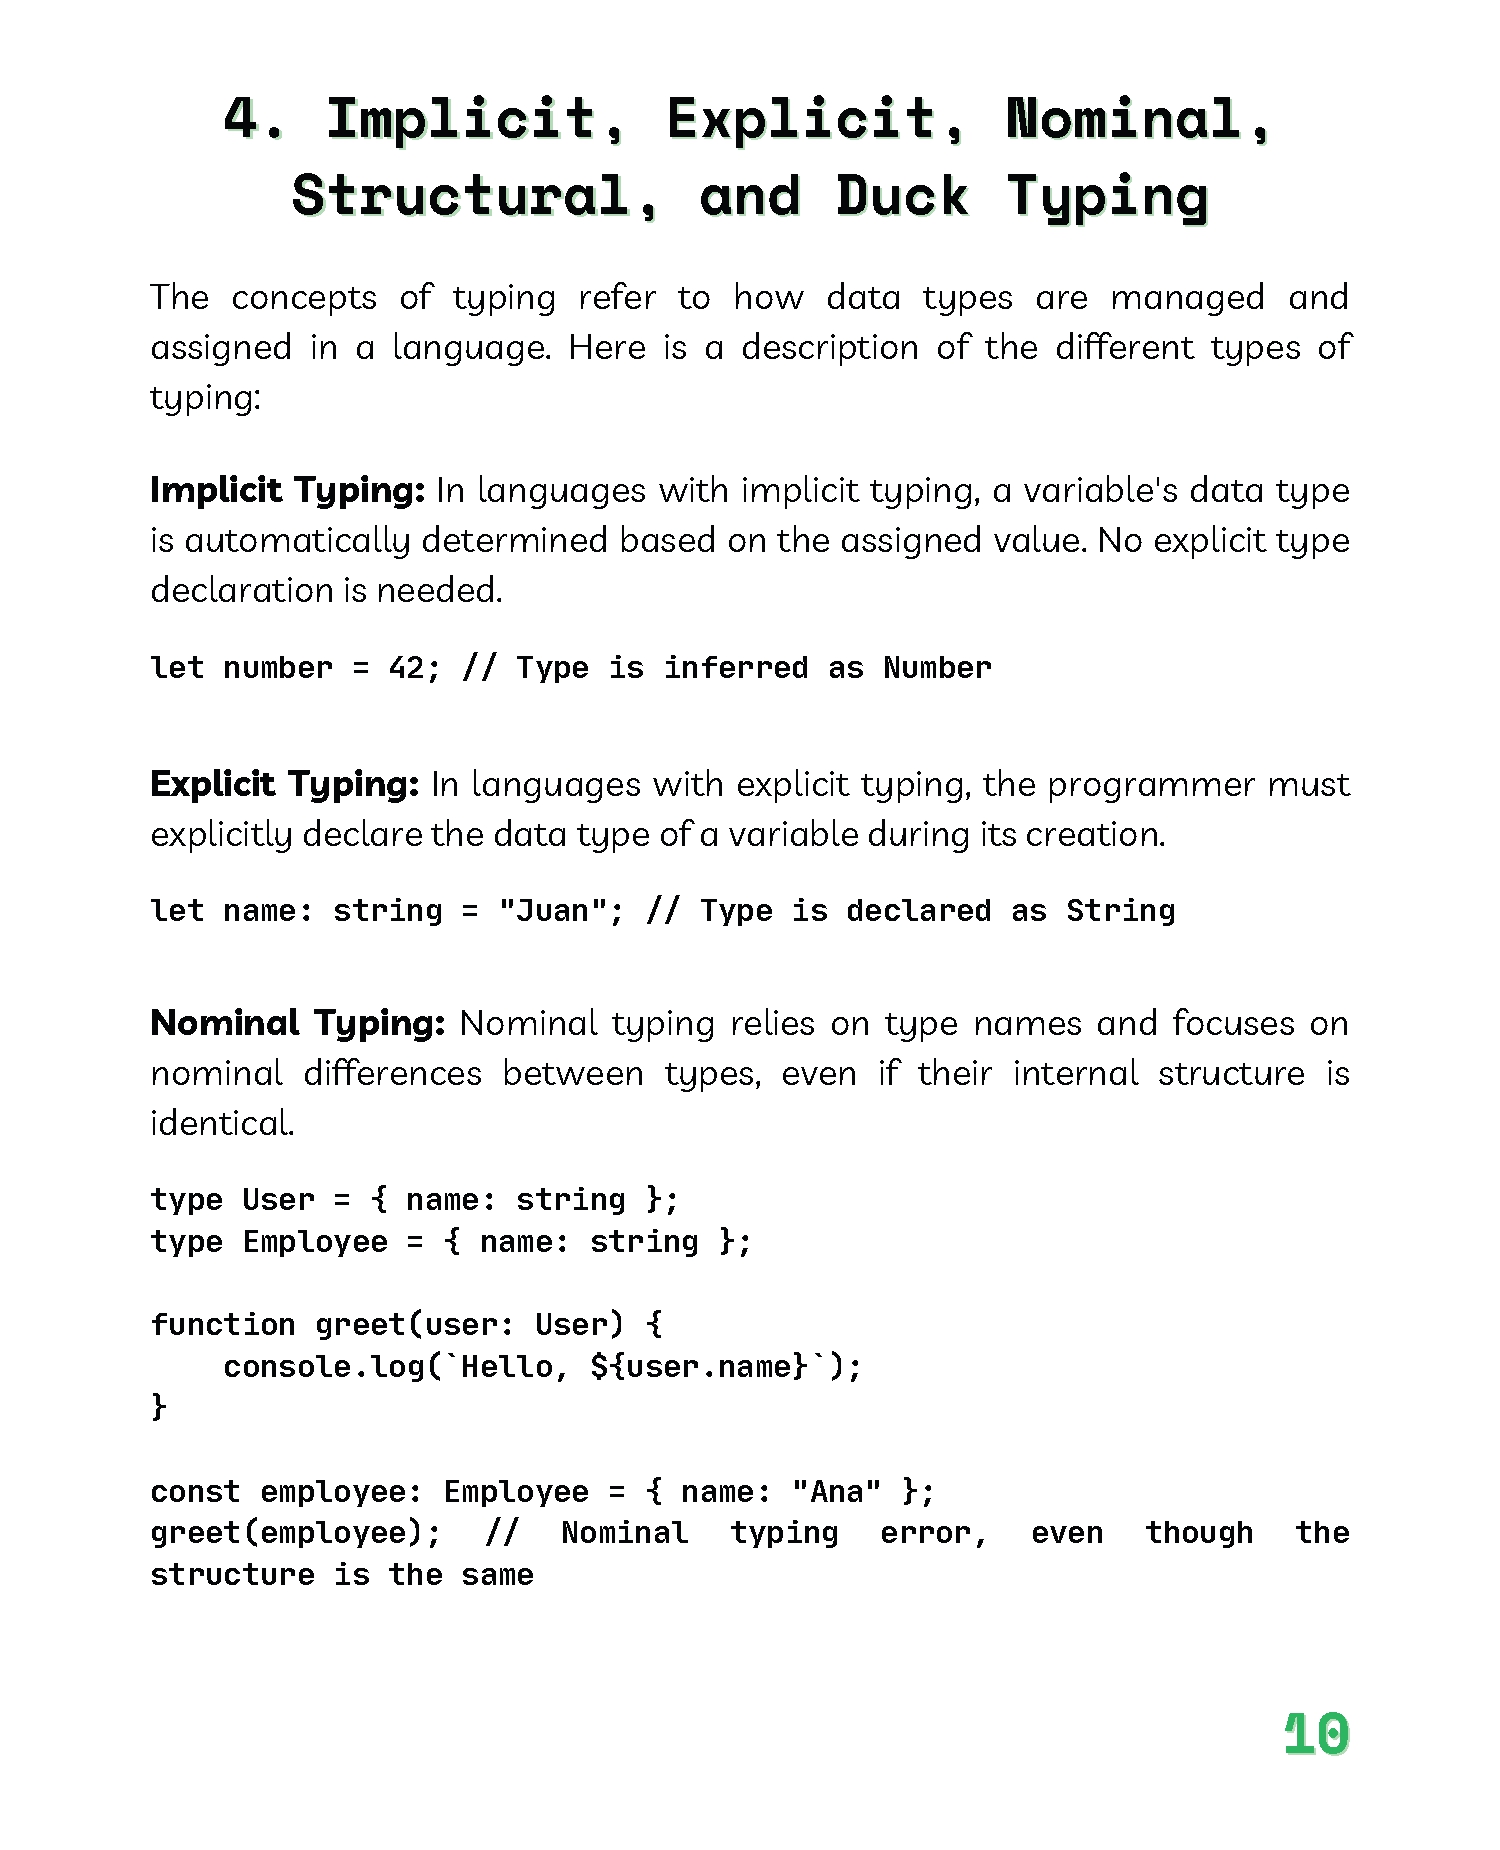 4. Implicit, Explicit, Nominal,
Structural, and Duck Typing
The concepts of typing refer to how data types are managed and
assigned in a language. Here is a description of the different types of
typing:
Implicit Typing: In languages with implicit typing, a variable's data type
is automatically determined based on the assigned value. No explicit type
declaration is needed.
let number = 42; // Type is inferred as Number
Explicit Typing: In languages with explicit typing, the programmer must
explicitly declare the data type of a variable during its creation.
let name: string = "Juan"; // Type is declared as String
Nominal Typing: Nominal typing relies on type names and focuses on
nominal differences between types, even if their internal structure is
identical.
type User = { name: string };
type Employee = { name: string };
function greet(user: User) {
    console.log(`Hello, ${user.name}`);
}
const employee: Employee = { name: "Ana" };
greet(employee); // Nominal typing error, even though the
structure is the same
10